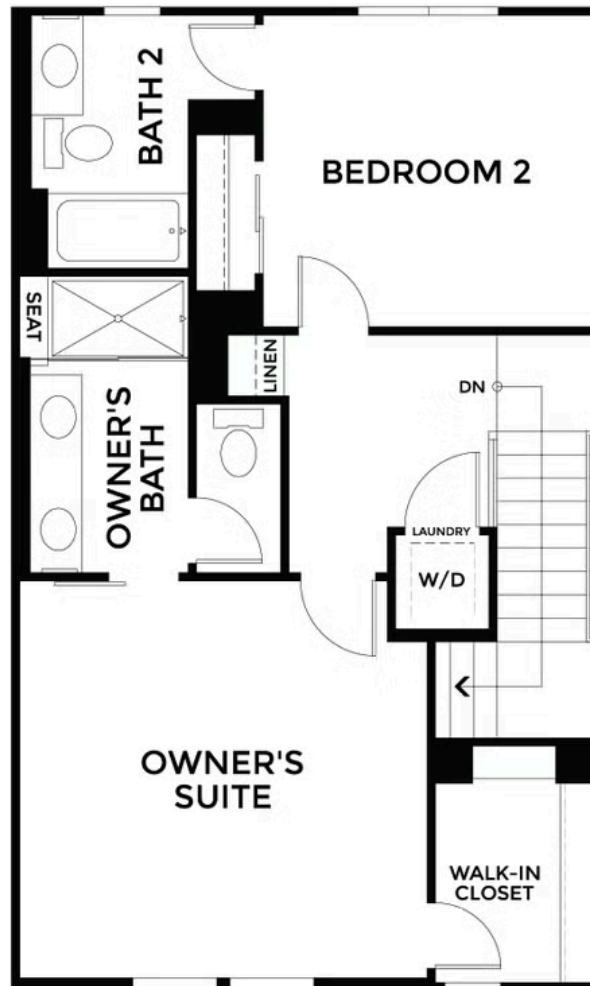 BATH 2
BEDROOM 2
SEAT
LINEN
DN
OWNER'S
BATH
LAUNDRY
W/D
OWNER'S
SUITE
WALK-IN
CLOSET